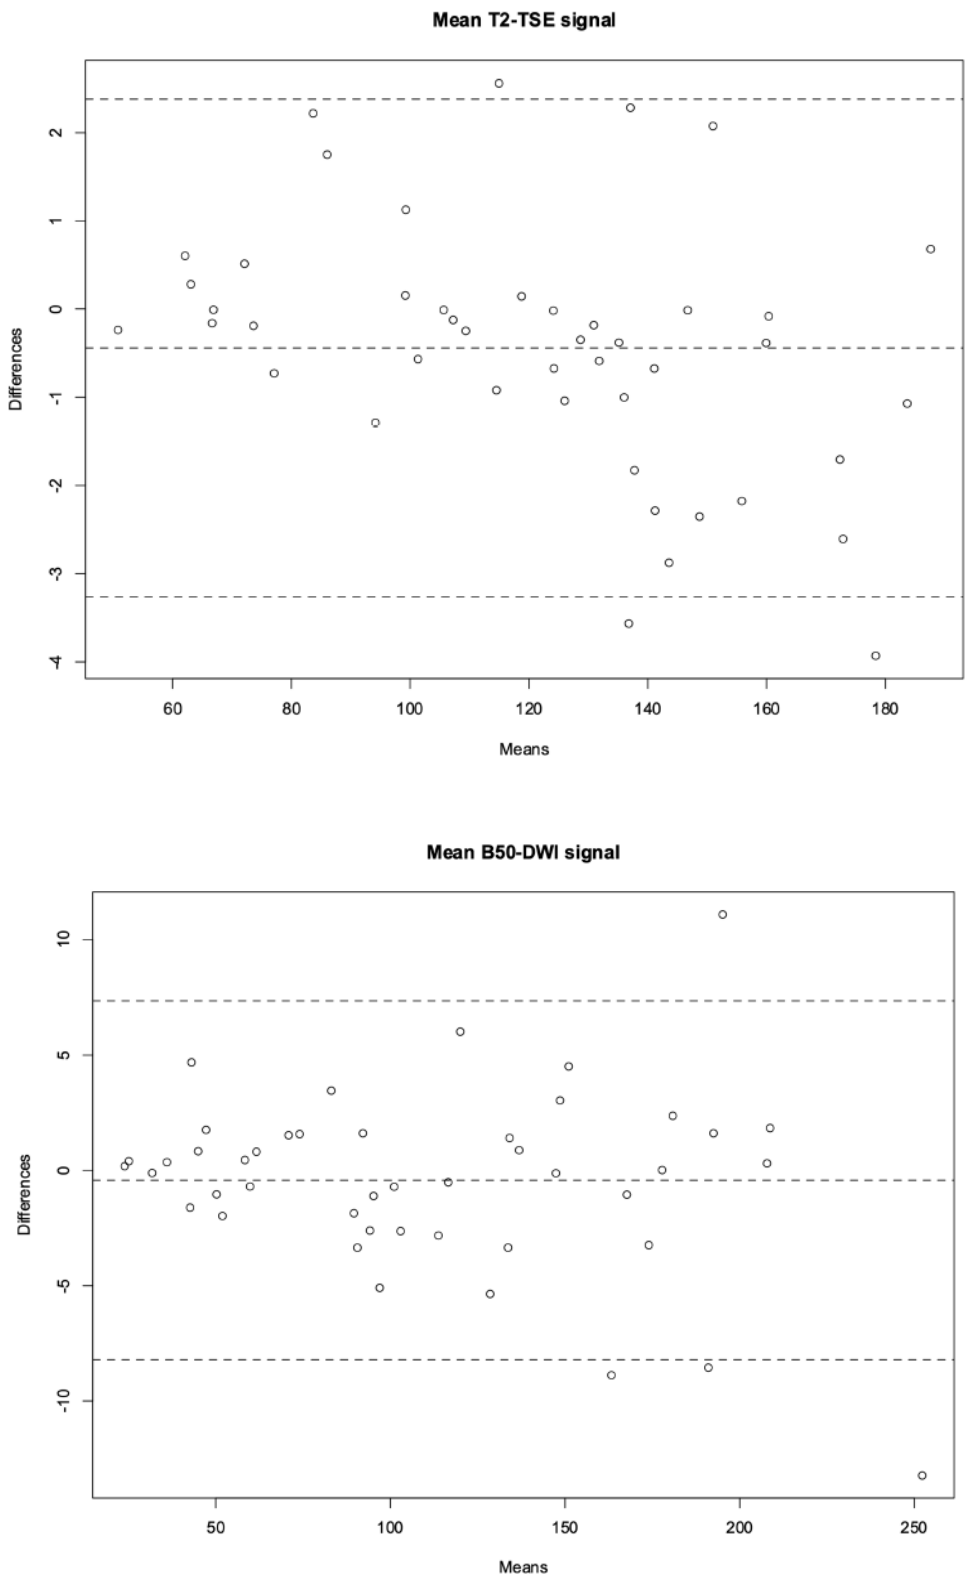 Mean T2-TSE signal
2
1
0
-1
-2
-3
-4
Differences
60 80 100 120 140 160 180
Means
Mean B50-DWI signal
10
5
0
-5
-10
Differences
50 100 150 200 250
Means